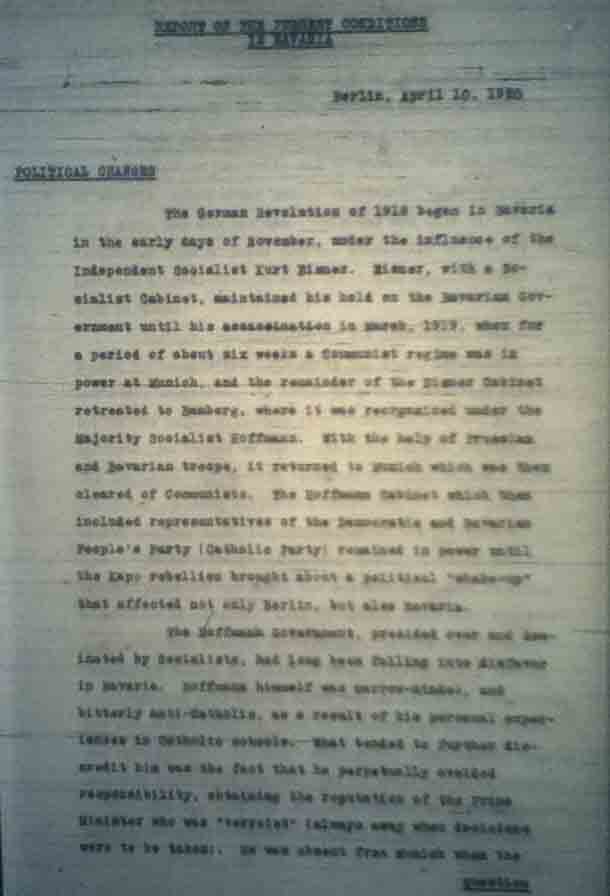 REPORT ON THE PRESENT CONDITIONS
IN BAVARIA
Berlin, April 10, 1920
POLITICAL CHANGES
The German Revolution of 1918 began in Bavaria
in the early days of November, under the influence of the
Independent Socialist Kurt Eisner. Eisner, with a So-
cialist Cabinet, maintained his hold on the Bavarian Gov-
ernment until his assassination in March, 1919, when for
a period of about six weeks a Communist regime was in
power at Munich, and the remainder of the Eisner Cabinet
retreated to Bamberg, where it was reorganized under the
Majority Socialist Hoffmann. With the help of Prussian
and Bavarian troops, it returned to Munich which was then
cleared of Communists. The Hoffmann Cabinet which then
included representatives of the Democratic and Bavarian
People's Party (Catholic Party) remained in power until
the Kapp rebellion brought about a political "shake-up"
that affected not only Berlin, but also Bavaria.
The Hoffmann Government, presided over and dom-
inated by Socialists, had long been falling into disfavor
in Bavaria. Hoffmann himself was narrow-minded, and
bitterly anti-Catholic, as a result of his personal exper-
iences in Catholic schools. What tended to further dis-
credit him was the fact that he perpetually avoided
responsibility, obtaining the reputation of the Prime
Minister who was "verreist" (always away when decisions
were to be taken). He was absent from Munich when the
question